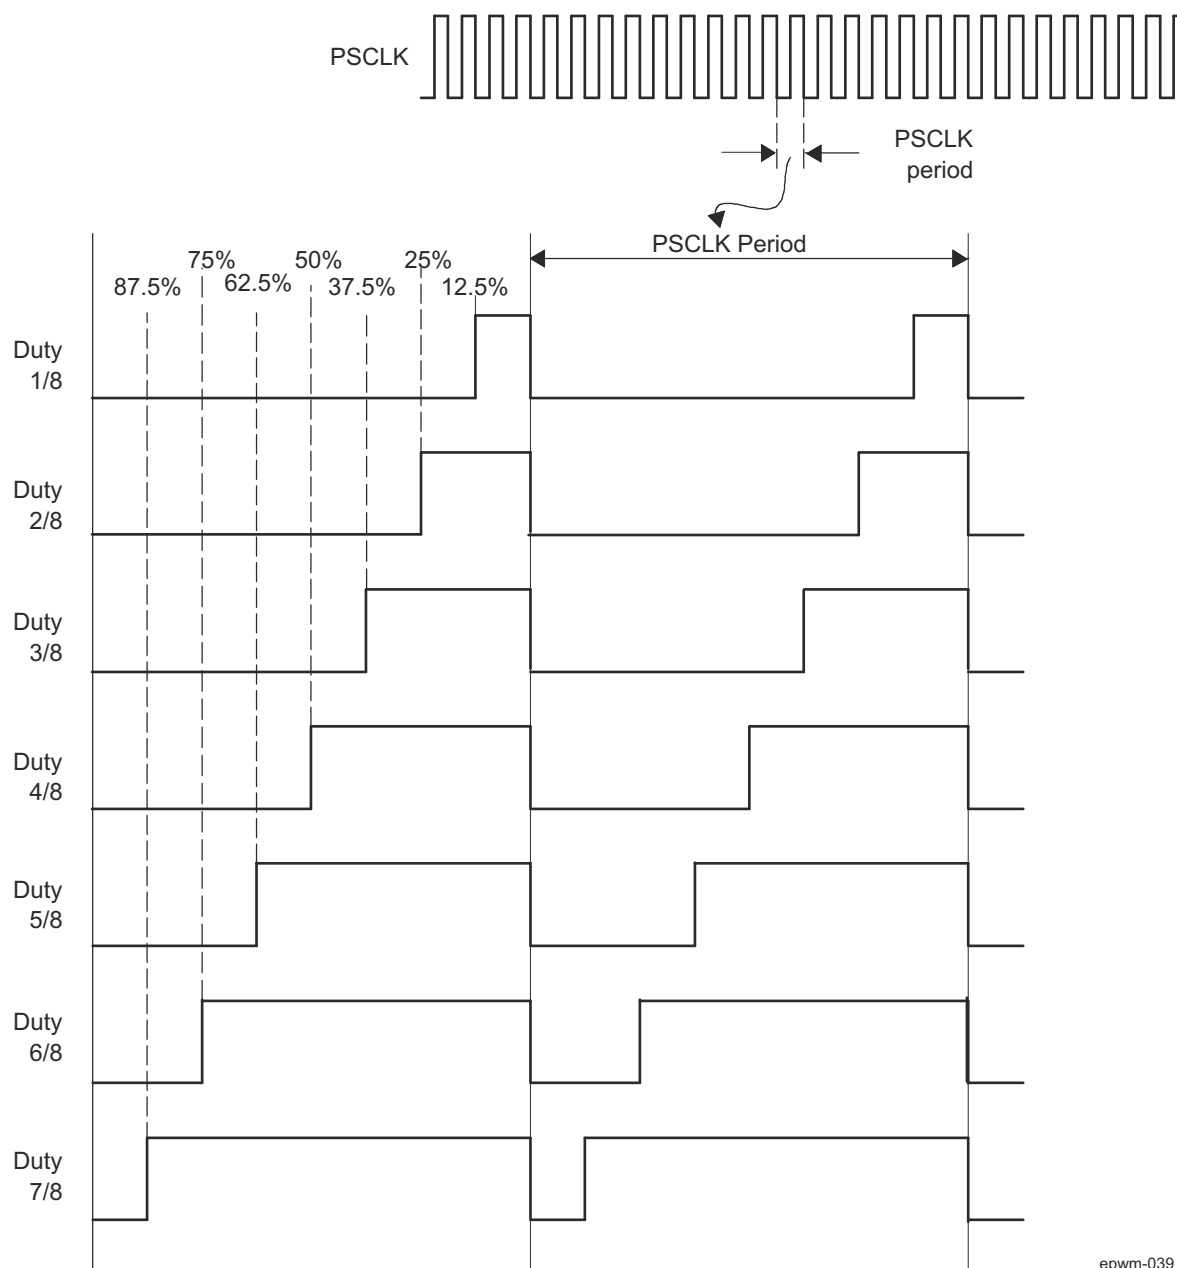 PSCLK
PSCLK
period
PSCLK Period
75%
50%
25%
87.5%
62.5%
37.5%
12.5%
Duty
1/8
Duty
2/8
Duty
3/8
Duty
4/8
Duty
5/8
Duty
6/8
Duty
7/8
epwm-039